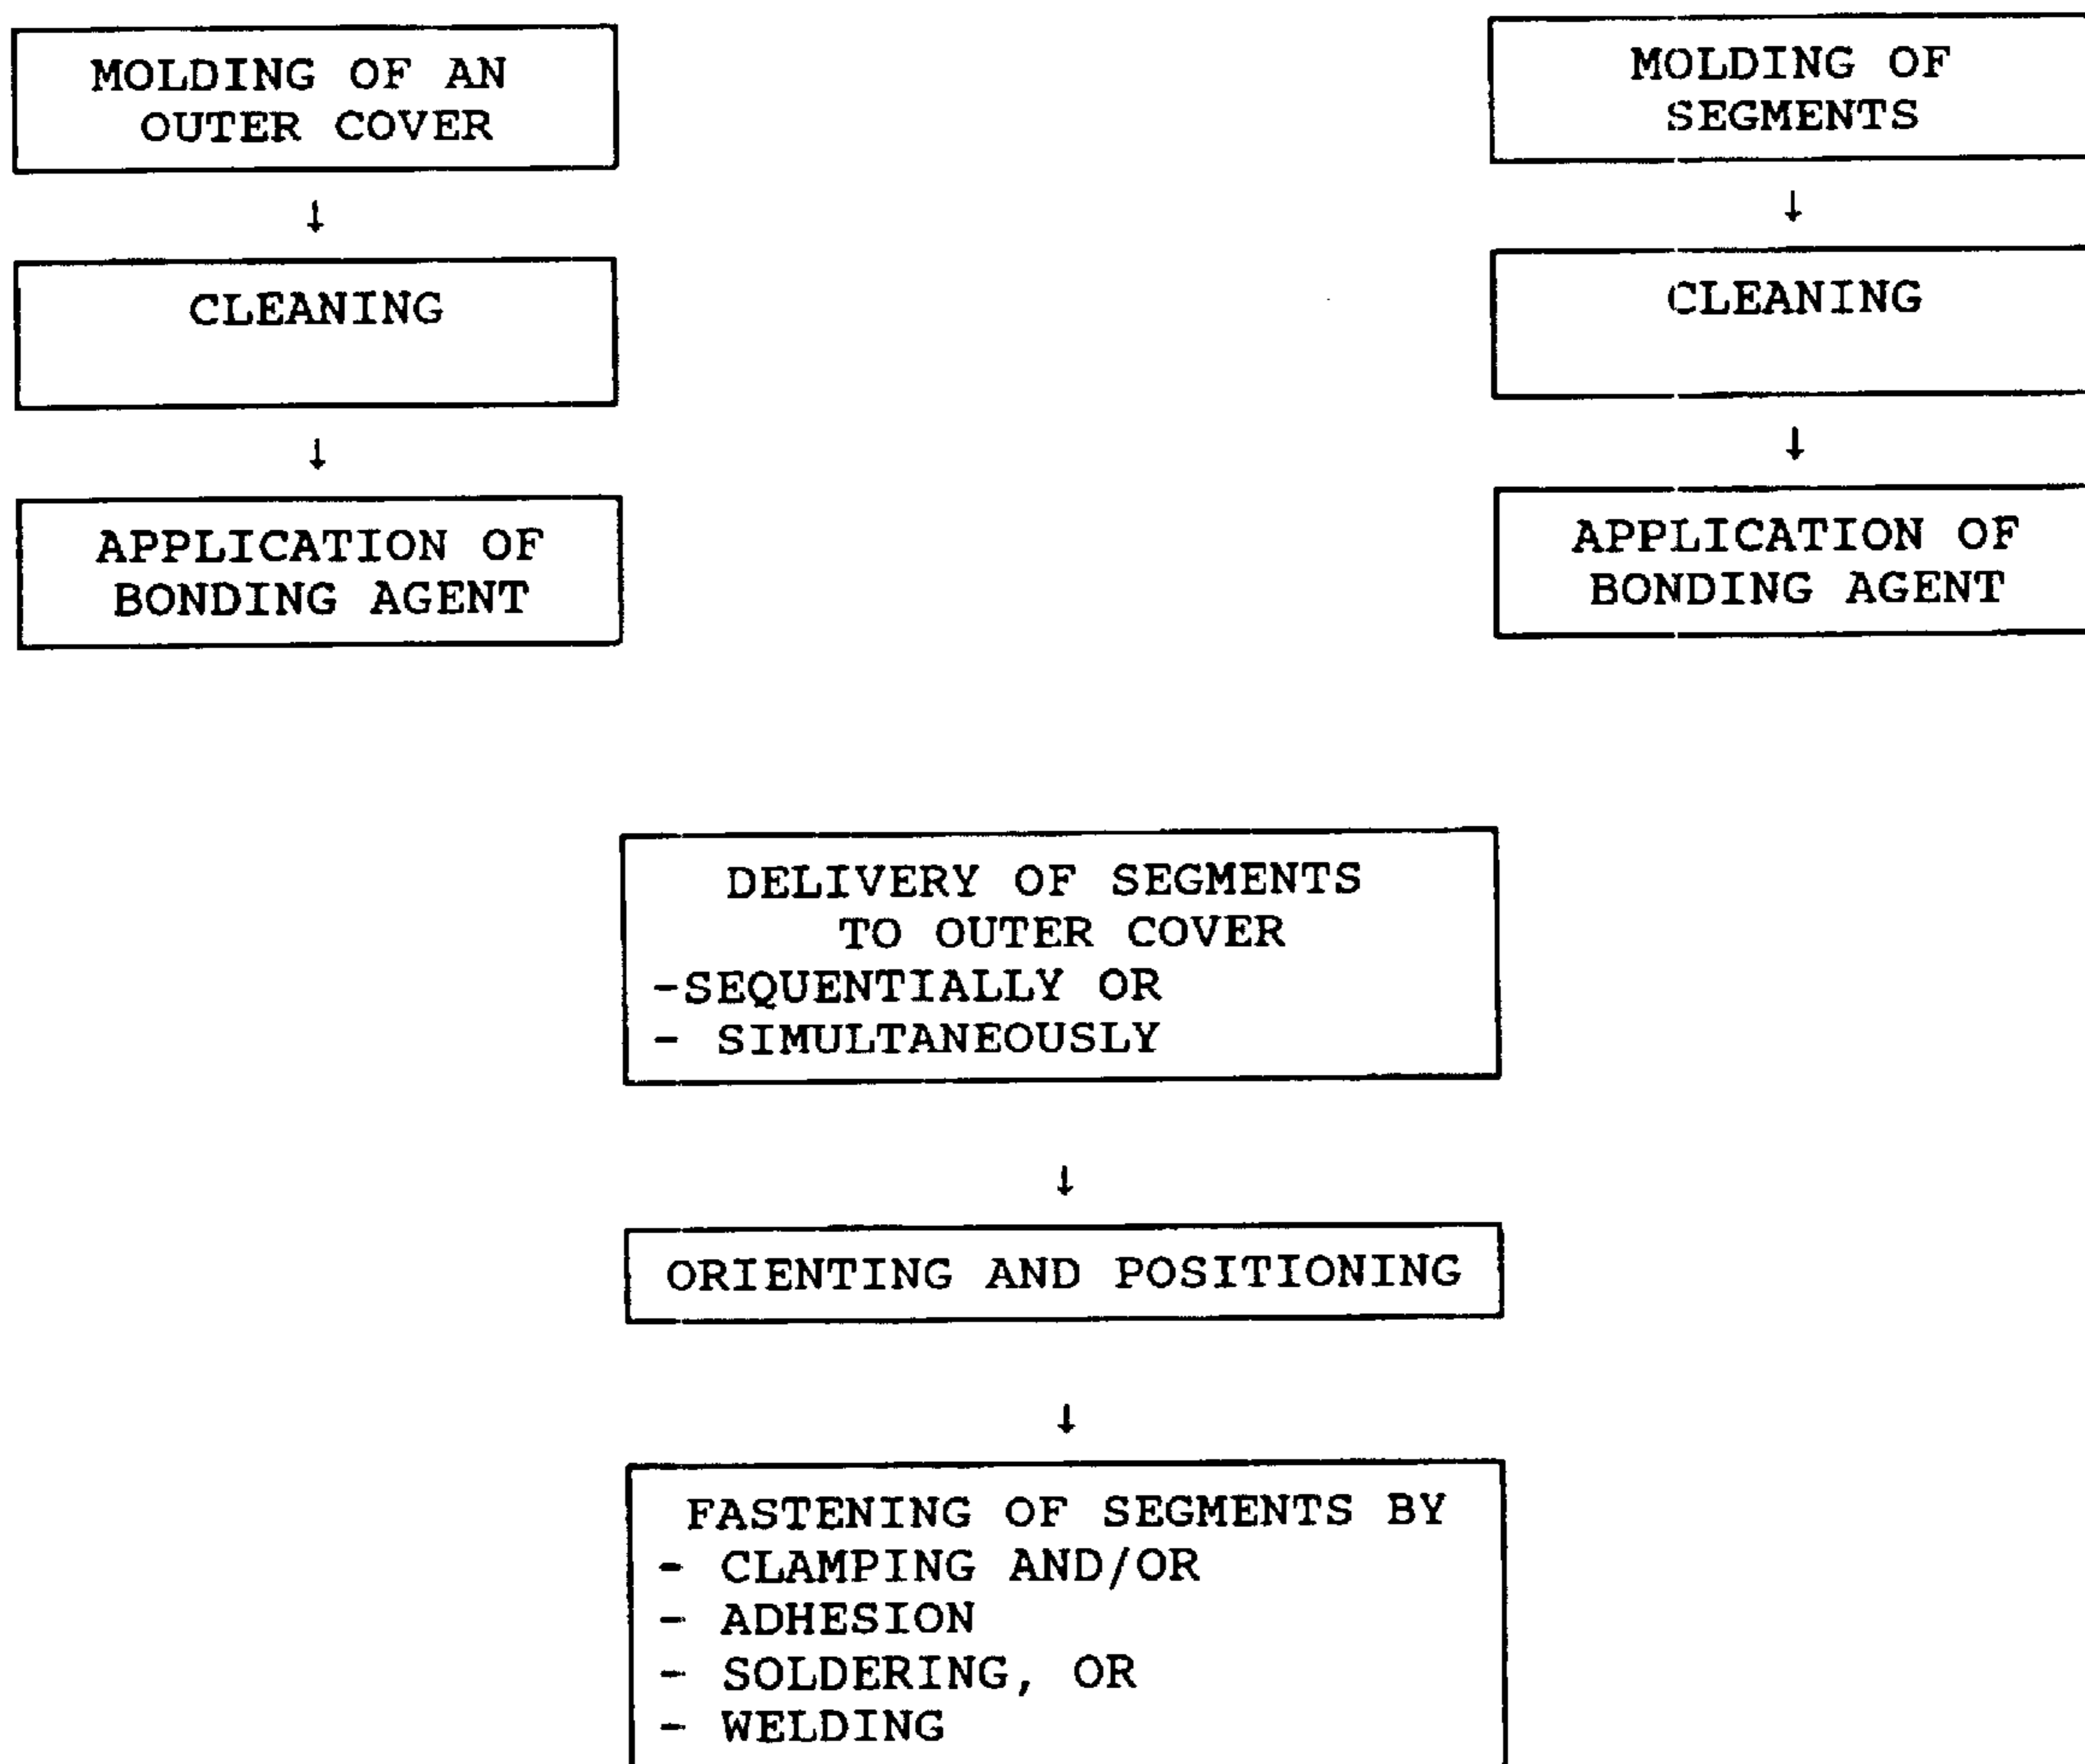 MOLDING OF AN
OUTER COVER
↓
CLEANING
↓
APPLICATION OF
BONDING AGENT
MOLDING OF
SEGMENTS
↓
CLEANING
↓
APPLICATION OF
BONDING AGENT
DELIVERY OF SEGMENTS
TO OUTER COVER
-SEQUENTIALLY OR
- SIMULTANEOUSLY
↓
ORIENTING AND POSITIONING
↓
FASTENING OF SEGMENTS BY
- CLAMPING AND/OR
- ADHESION
- SOLDERING, OR
- WELDING